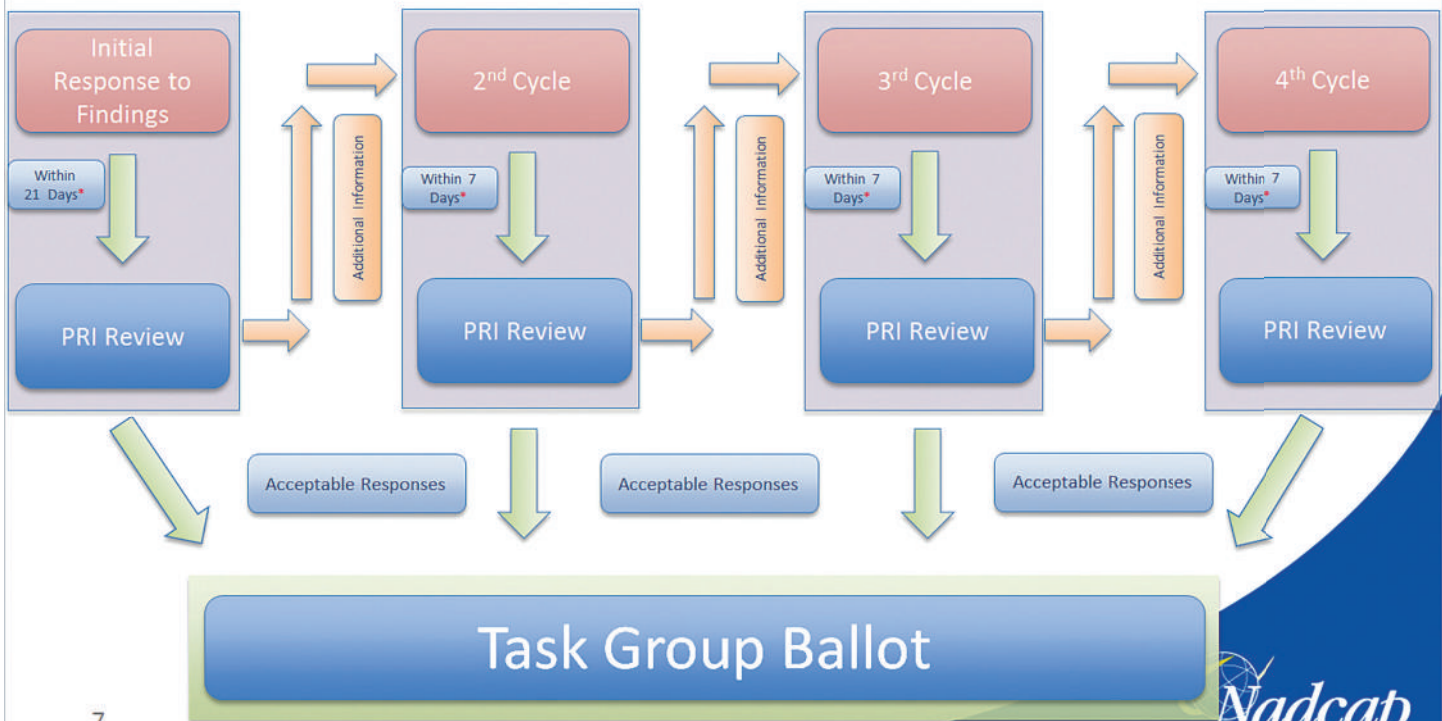 Initial
Response to
Findings
Within
21 Days*
PRI Review
Additional Information
2nd Cycle
Within 7
Days*
PRI Review
Additional Information
3rd Cycle
Within 7
Days*
PRI Review
Additional Information
4th Cycle
Within 7
Days*
PRI Review
Acceptable Responses
Acceptable Responses
Acceptable Responses
Task Group Ballot
7
Nadcap